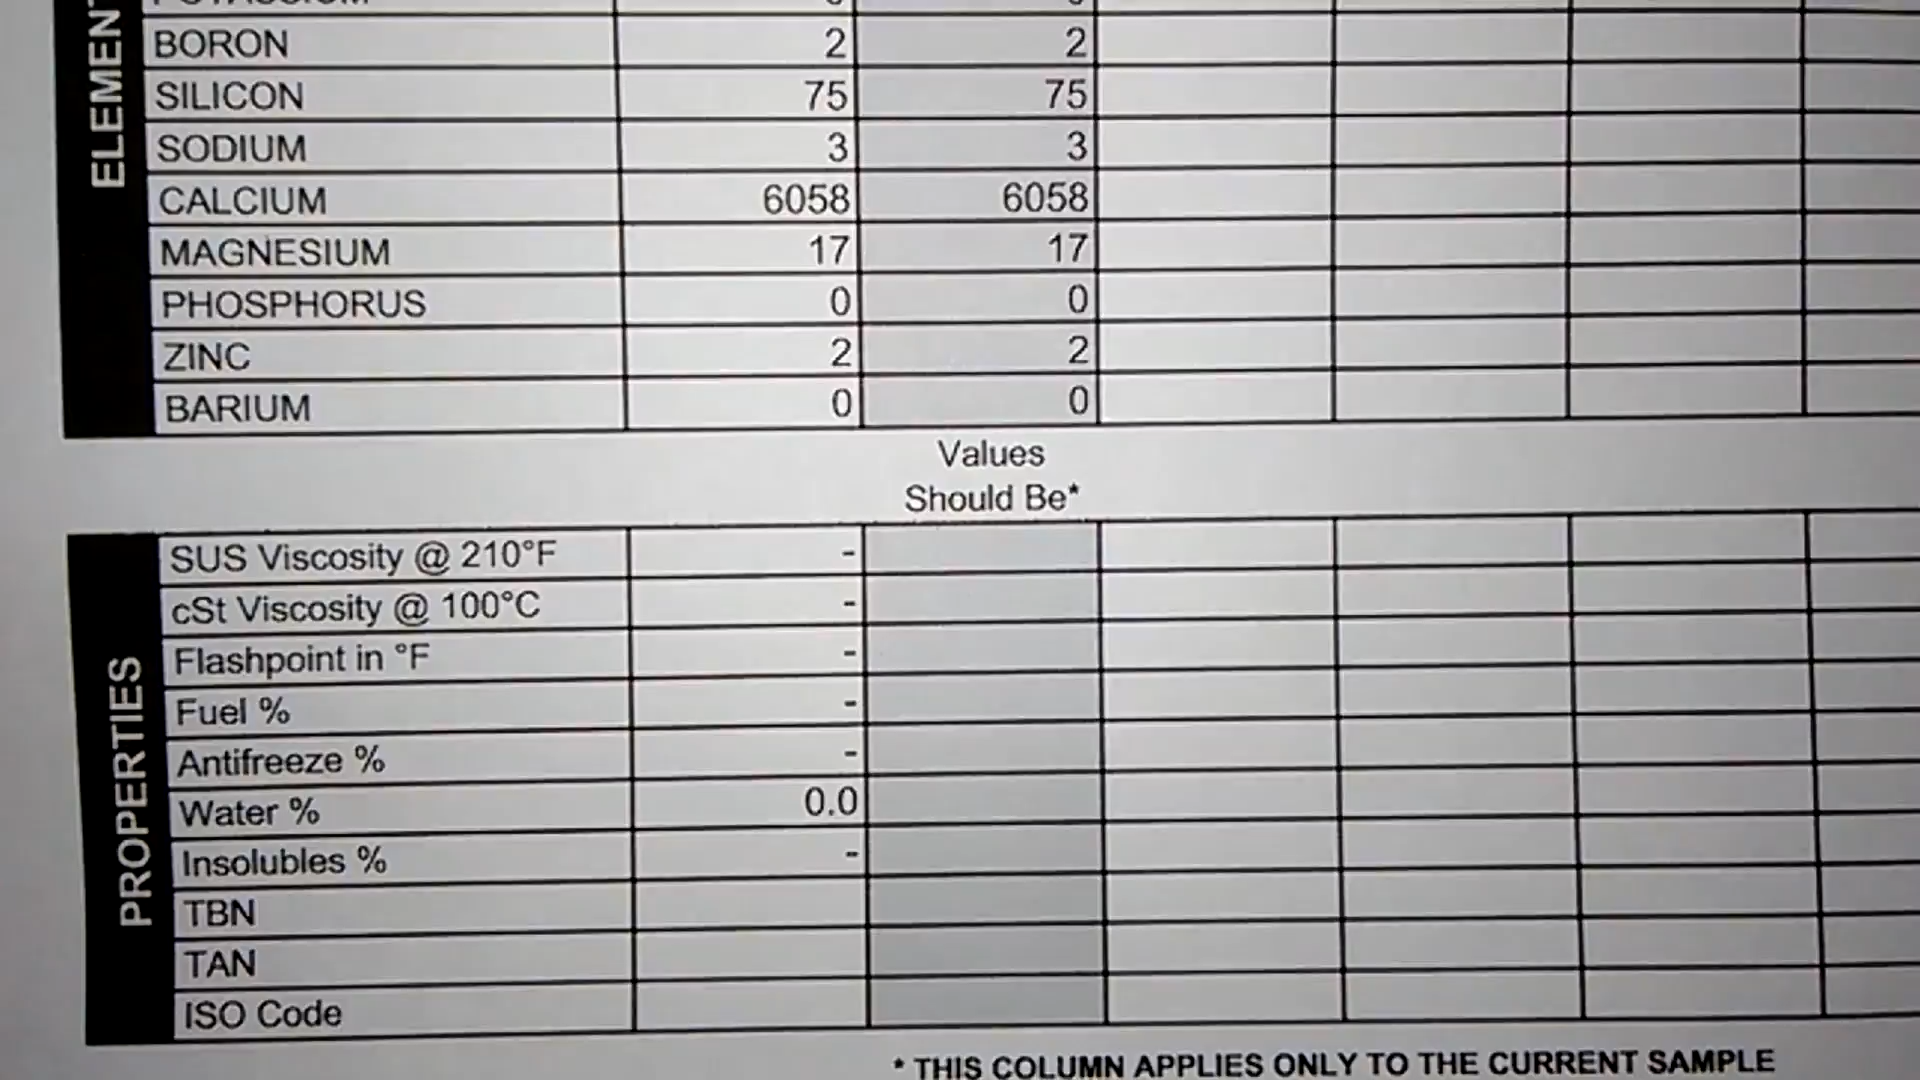 ELEMENT
BORON 2 2
SILICON 75 75
SODIUM 3 3
CALCIUM 6058 6058
MAGNESIUM 17 17
PHOSPHORUS 0 0
ZINC 2 2
BARIUM 0 0
Values
Should Be*
PROPERTIES
SUS Viscosity @ 210°F -
cSt Viscosity @ 100°C -
Flashpoint in °F -
Fuel % -
Antifreeze % -
Water % 0.0
Insolubles % -
TBN
TAN
ISO Code
* THIS COLUMN APPLIES ONLY TO THE CURRENT SAMPLE